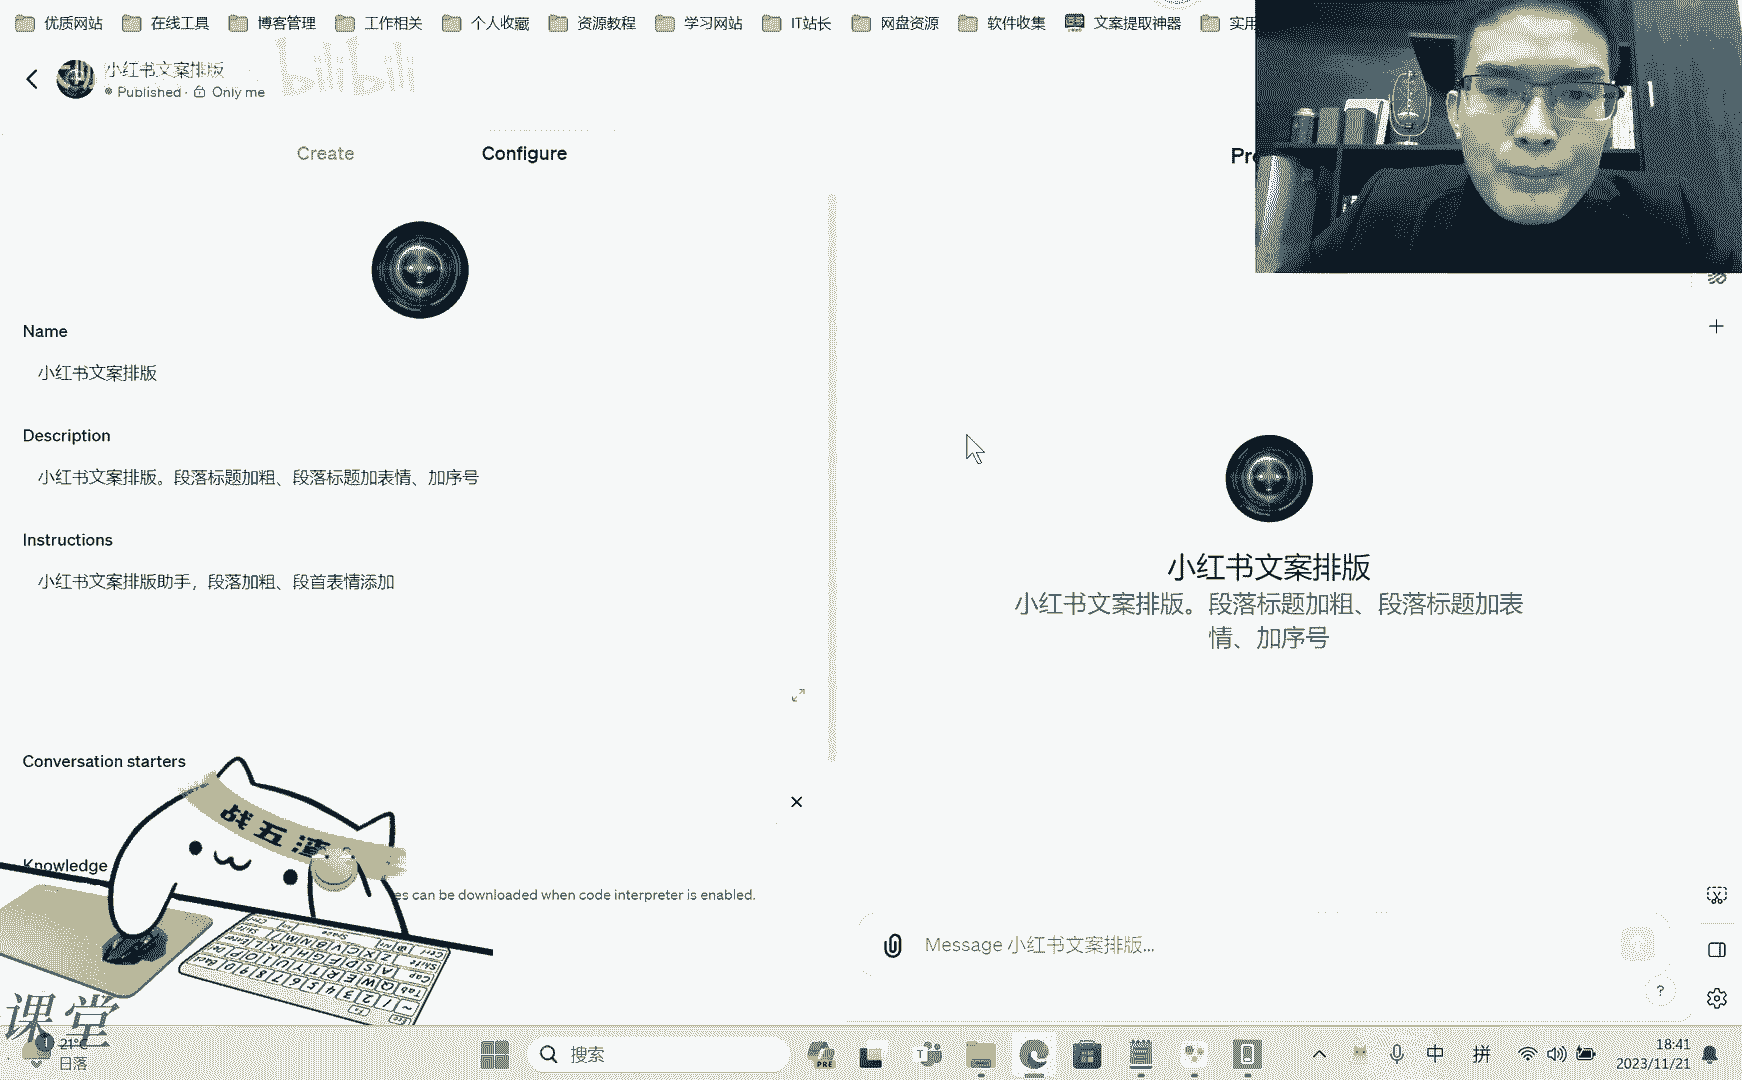 优质网站 在线工具 博客管理 工作相关 个人收藏 资源教程 学习网站 IT站长 网盘资源 软件收集 文案提取神器 实用
小红书文案排版
Published · Only me
bilibili
Create Configure
Name
小红书文案排版
Description
小红书文案排版。段落标题加粗、段落标题加表情、加序号
Instructions
小红书文案排版助手，段落加粗、段首表情添加
Conversation starters
Knowledge
es can be downloaded when code interpreter is enabled.
战五渣
课堂
Pre
小红书文案排版
小红书文案排版。段落标题加粗、段落标题加表
情、加序号
Message 小红书文案排版...
?
21°C
日落
搜索
PRE
中 拼
18:41
2023/11/21